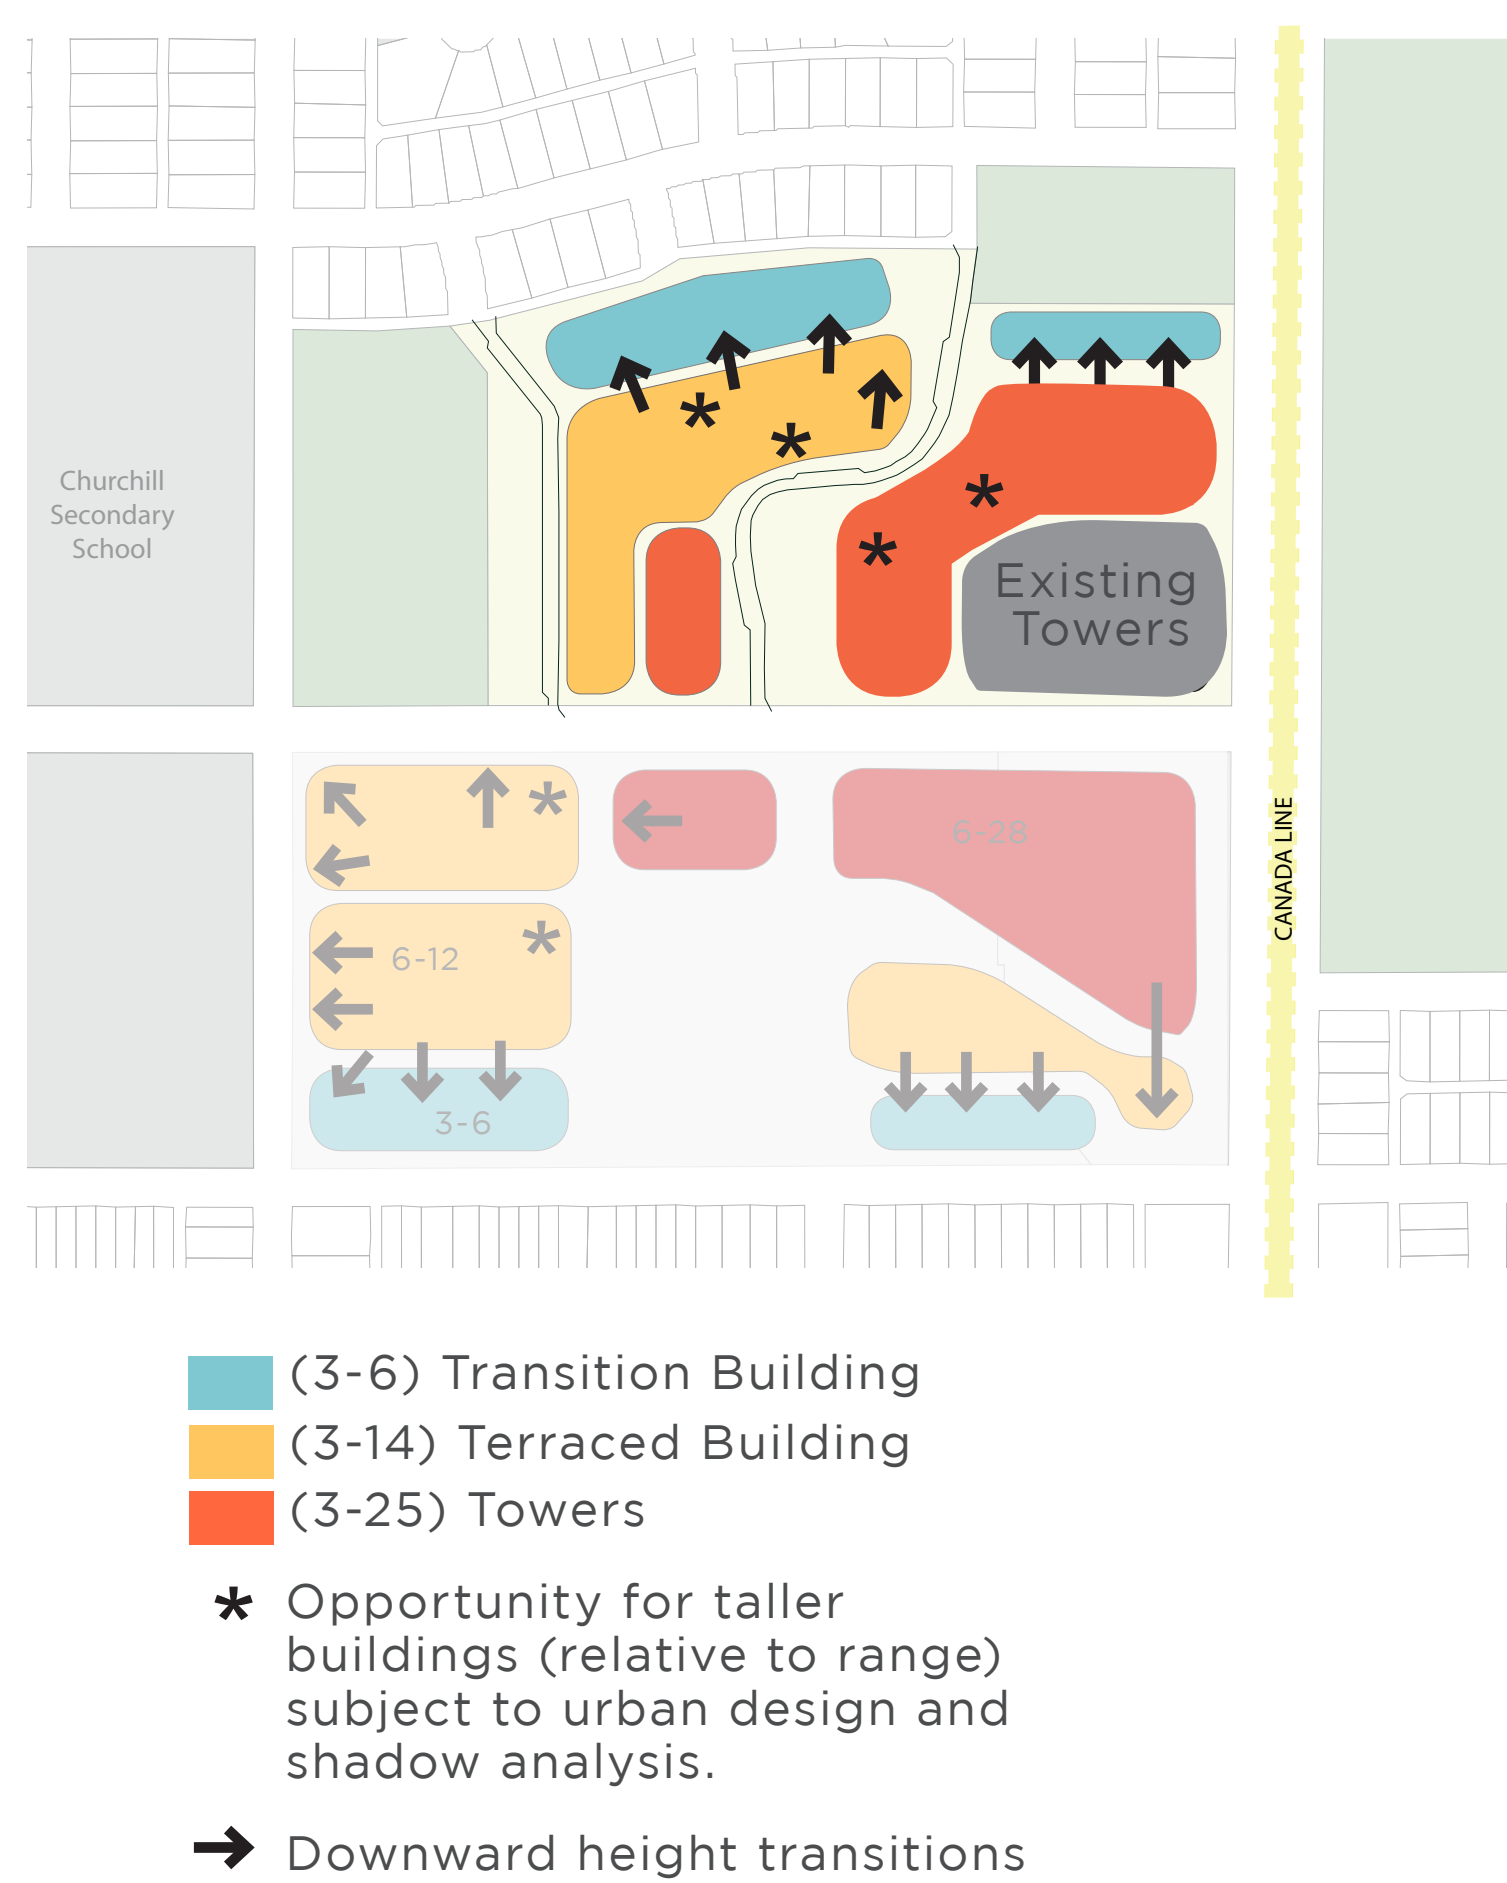 Churchill
Secondary
School
Existing
Towers
6-28
CANADA LINE
6-12
3-6
(3-6) Transition Building
(3-14) Terraced Building
(3-25) Towers
* Opportunity for taller
buildings (relative to range)
subject to urban design and
shadow analysis.
Downward height transitions